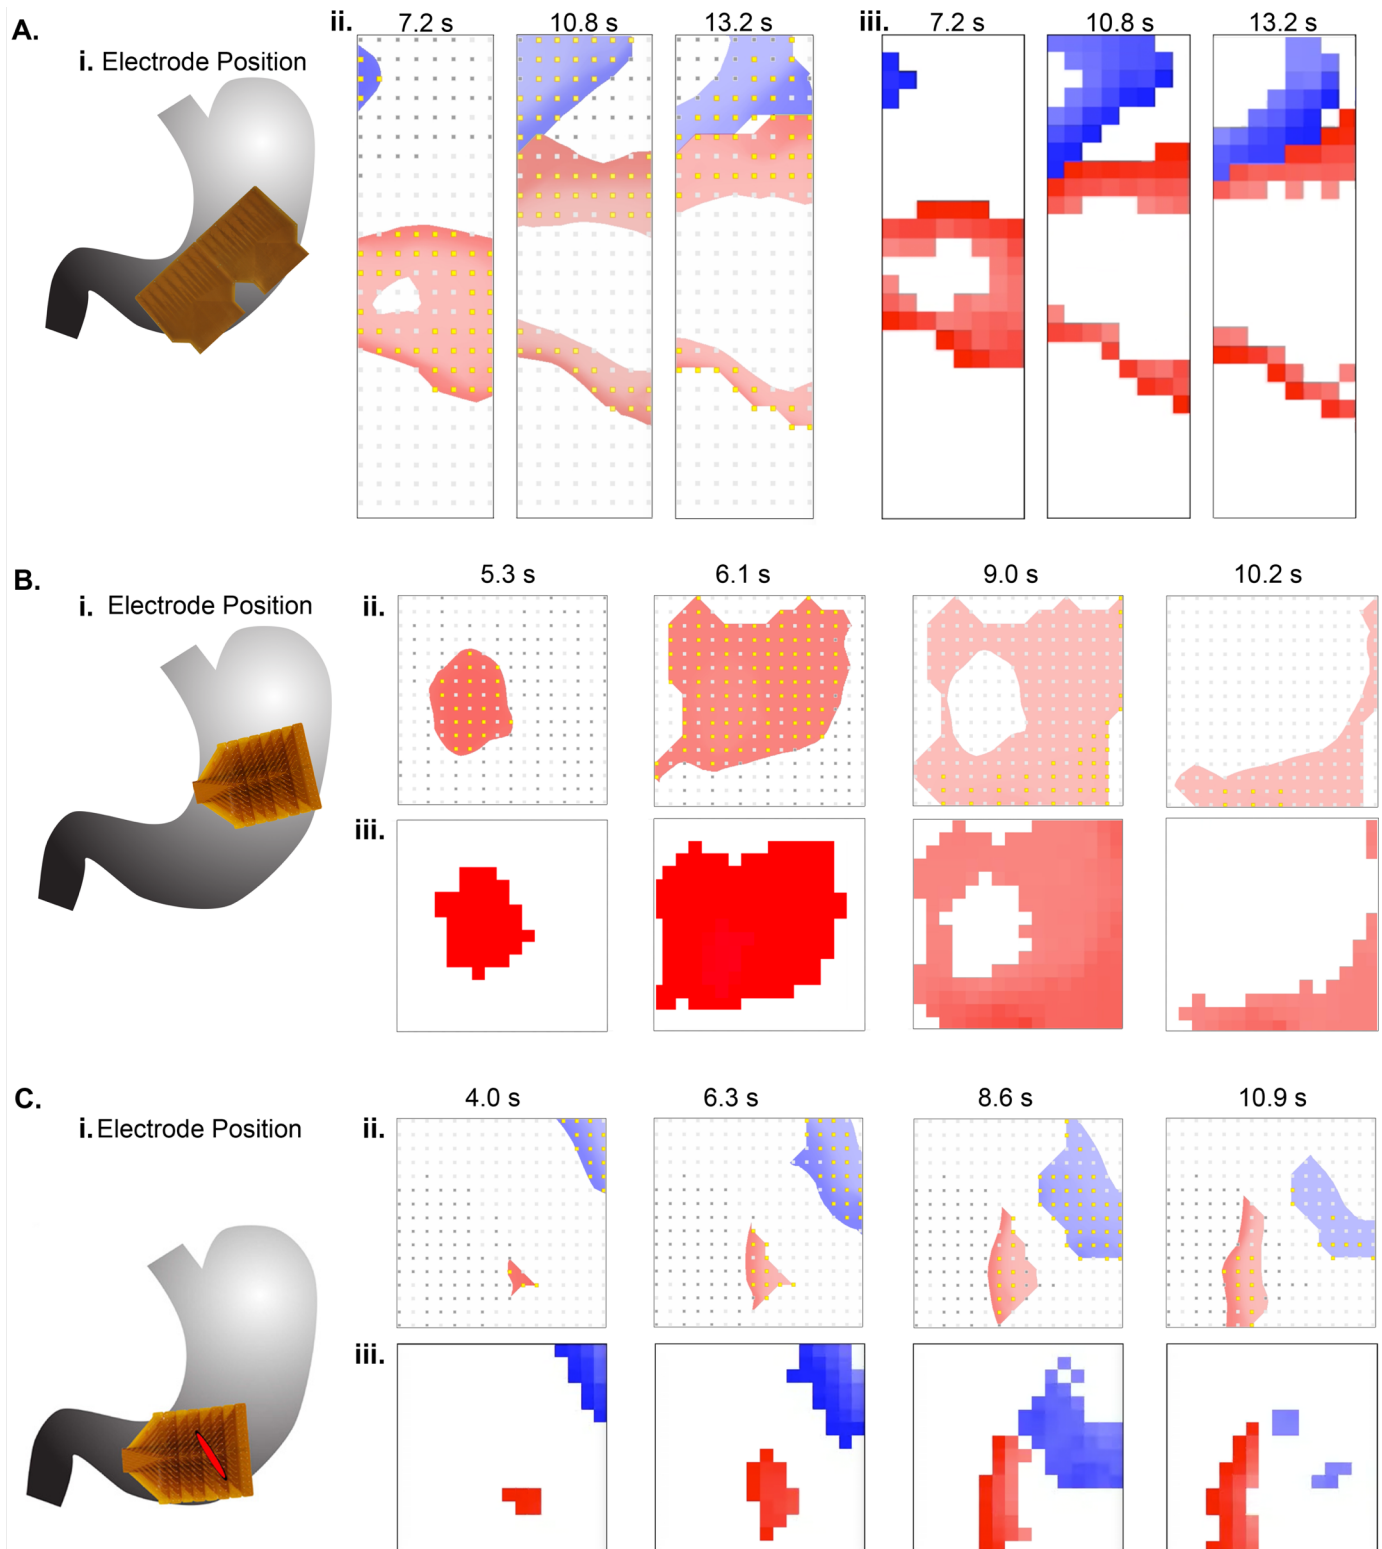 A.
i. Electrode Position
ii.
7.2 s
10.8 s
13.2 s
iii.
7.2 s
10.8 s
13.2 s
B.
i. Electrode Position
ii.
5.3 s
6.1 s
9.0 s
10.2 s
iii.
C.
i. Electrode Position
ii.
4.0 s
6.3 s
8.6 s
10.9 s
iii.